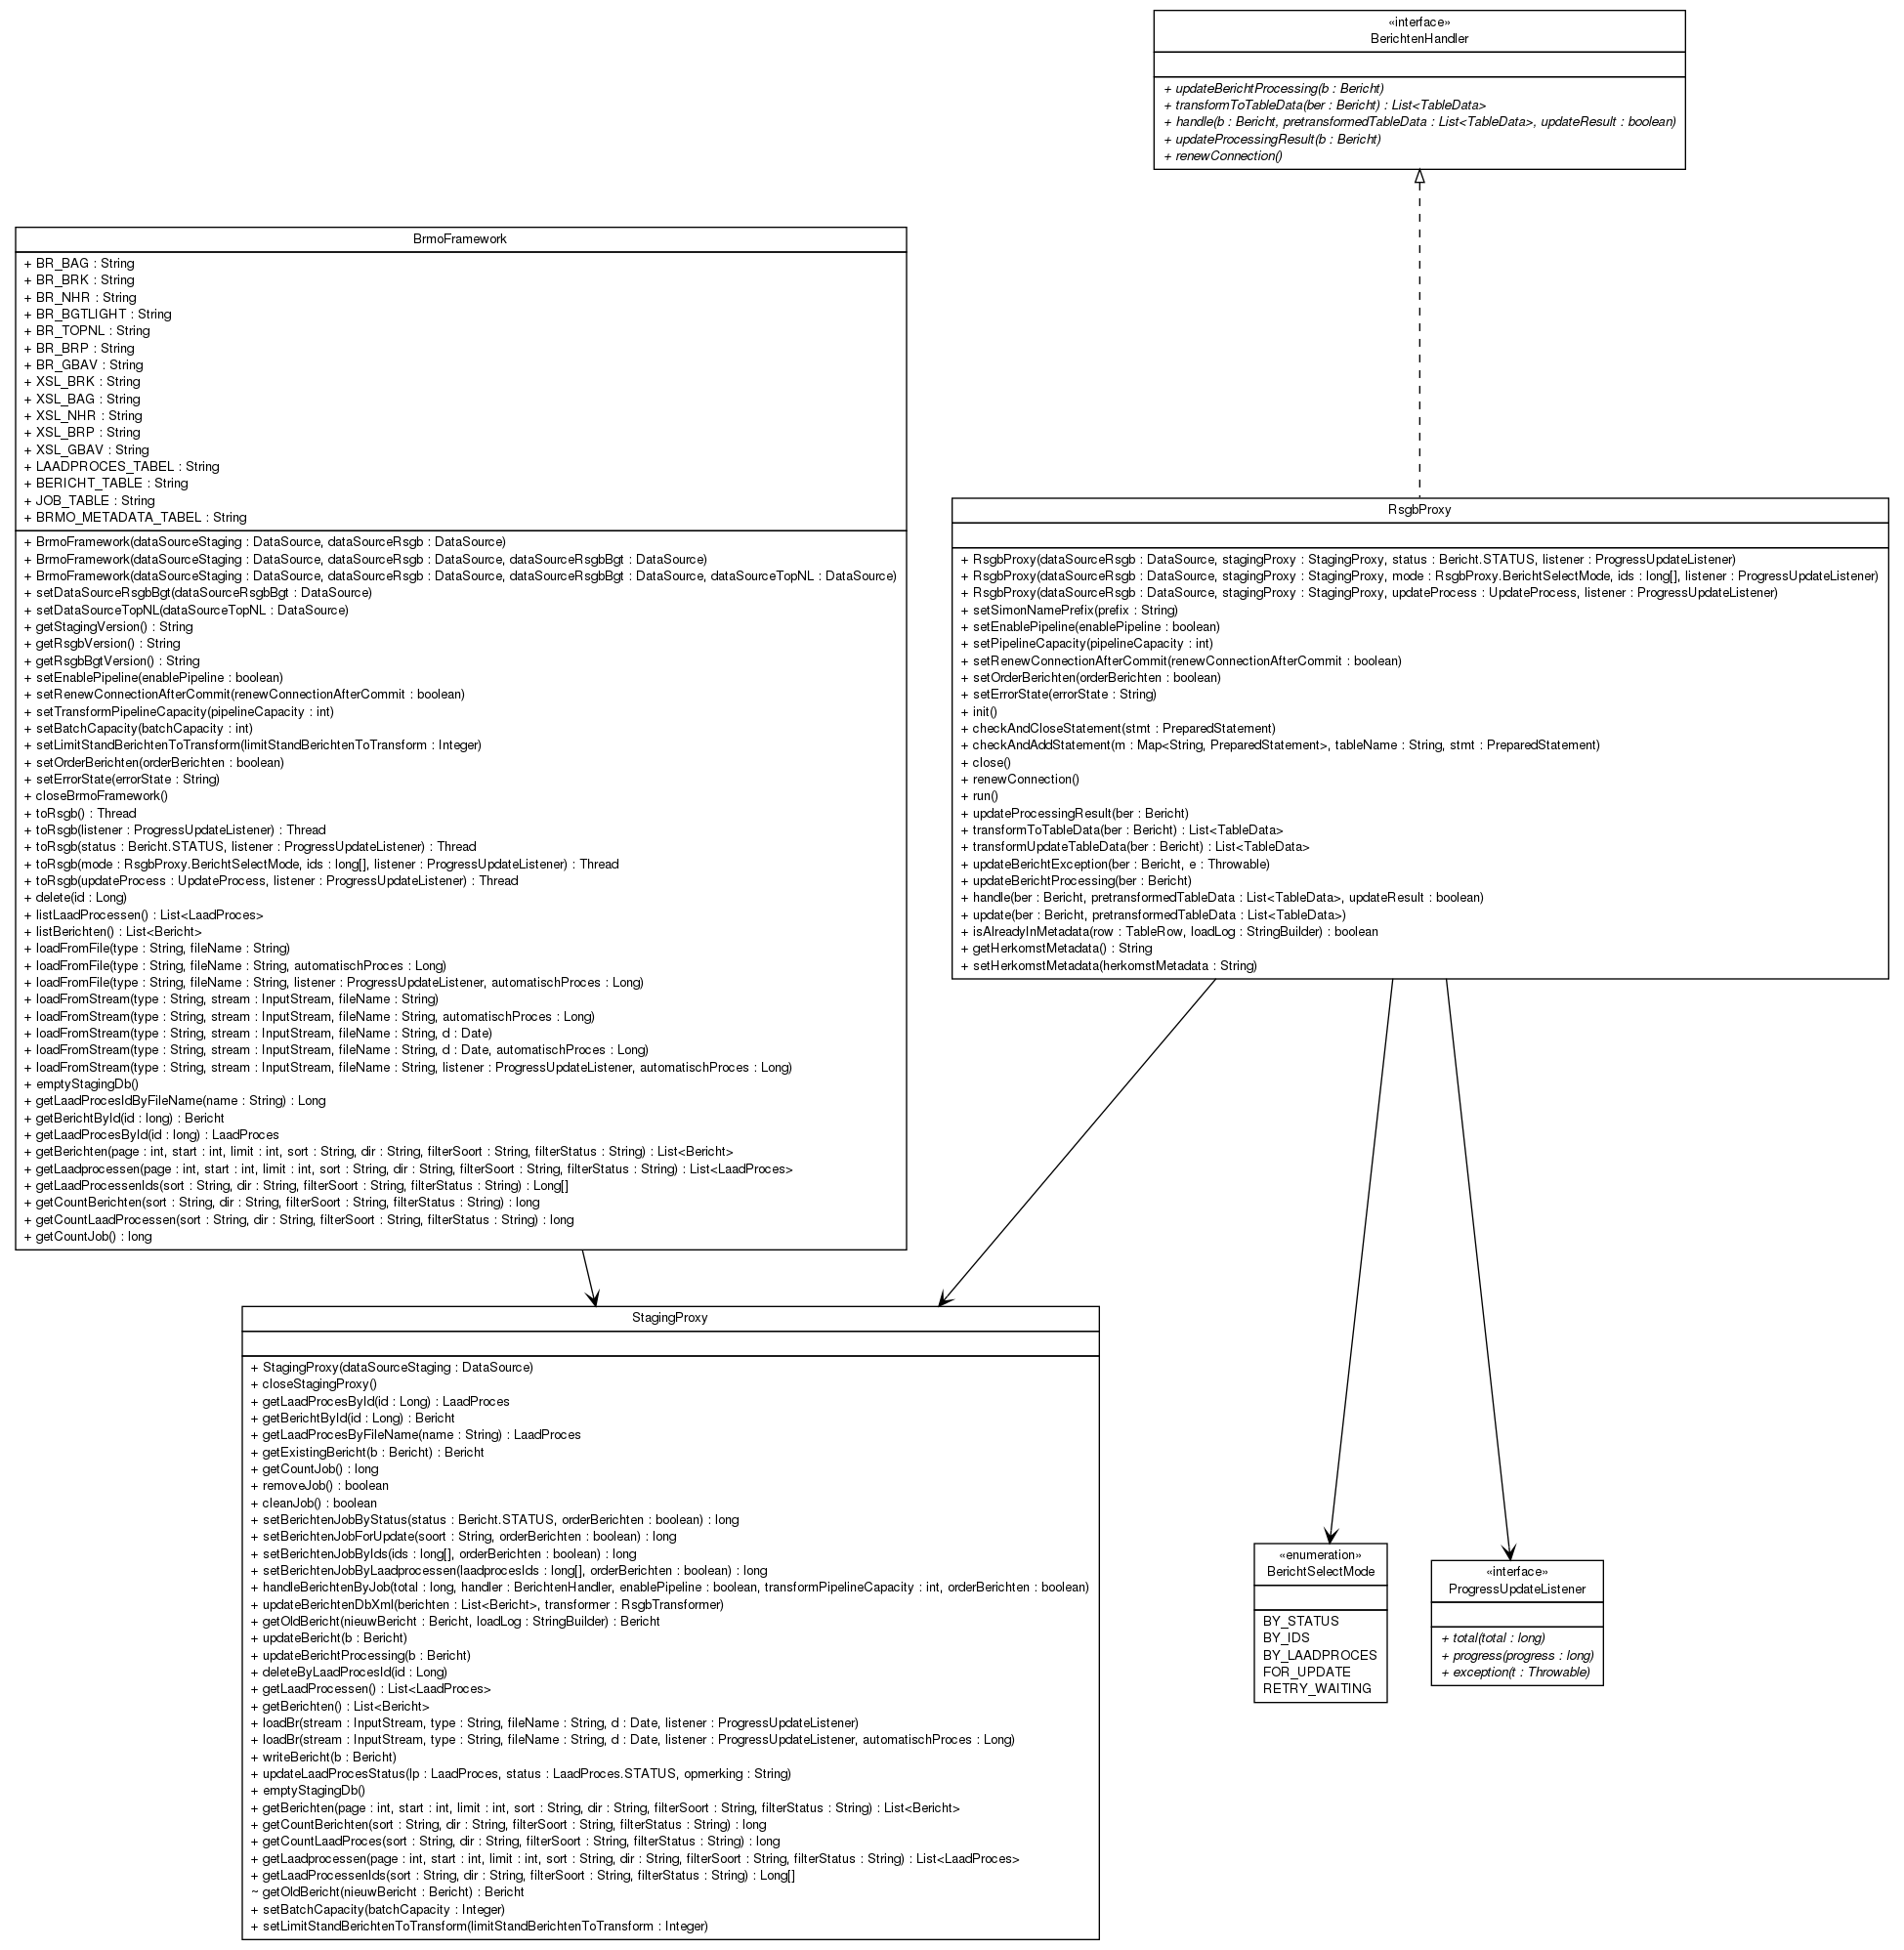 «interface»
BerichtenHandler
+ updateBerichtProcessing(b : Bericht)
+ transformToTableData(ber : Bericht) : List<TableData>
+ handle(b : Bericht, pretransformedTableData : List<TableData>, updateResult : boolean)
+ updateProcessingResult(b : Bericht)
+ renewConnection()
BrmoFramework
+ BR_BAG : String
+ BR_BRK : String
+ BR_NHR : String
+ BR_BGTLIGHT : String
+ BR_TOPNL : String
+ BR_BRP : String
+ BR_GBAV : String
+ XSL_BRK : String
+ XSL_BAG : String
+ XSL_NHR : String
+ XSL_BRP : String
+ XSL_GBAV : String
+ LAADPROCES_TABEL : String
+ BERICHT_TABLE : String
+ JOB_TABLE : String
+ BRMO_METADATA_TABEL : String
+ BrmoFramework(dataSourceStaging : DataSource, dataSourceRsgb : DataSource)
+ BrmoFramework(dataSourceStaging : DataSource, dataSourceRsgb : DataSource, dataSourceRsgbBgt : DataSource)
+ BrmoFramework(dataSourceStaging : DataSource, dataSourceRsgb : DataSource, dataSourceRsgbBgt : DataSource, dataSourceTopNL : DataSource)
+ setDataSourceRsgbBgt(dataSourceRsgbBgt : DataSource)
+ setDataSourceTopNL(dataSourceTopNL : DataSource)
+ getStagingVersion() : String
+ getRsgbVersion() : String
+ getRsgbBgtVersion() : String
+ setEnablePipeline(enablePipeline : boolean)
+ setRenewConnectionAfterCommit(renewConnectionAfterCommit : boolean)
+ setTransformPipelineCapacity(pipelineCapacity : int)
+ setBatchCapacity(batchCapacity : int)
+ setLimitStandBerichtenToTransform(limitStandBerichtenToTransform : Integer)
+ setOrderBerichten(orderBerichten : boolean)
+ setErrorState(errorState : String)
+ closeBrmoFramework()
+ toRsgb() : Thread
+ toRsgb(listener : ProgressUpdateListener) : Thread
+ toRsgb(status : Bericht.STATUS, listener : ProgressUpdateListener) : Thread
+ toRsgb(mode : RsgbProxy.BerichtSelectMode, ids : long[], listener : ProgressUpdateListener) : Thread
+ toRsgb(updateProcess : UpdateProcess, listener : ProgressUpdateListener) : Thread
+ delete(id : Long)
+ listLaadProcessen() : List<LaadProces>
+ listBerichten() : List<Bericht>
+ loadFromFile(type : String, fileName : String)
+ loadFromFile(type : String, fileName : String, automatischProces : Long)
+ loadFromFile(type : String, fileName : String, listener : ProgressUpdateListener, automatischProces : Long)
+ loadFromStream(type : String, stream : InputStream, fileName : String)
+ loadFromStream(type : String, stream : InputStream, fileName : String, automatischProces : Long)
+ loadFromStream(type : String, stream : InputStream, fileName : String, d : Date)
+ loadFromStream(type : String, stream : InputStream, fileName : String, d : Date, automatischProces : Long)
+ loadFromStream(type : String, stream : InputStream, fileName : String, listener : ProgressUpdateListener, automatischProces : Long)
+ emptyStagingDb()
+ getLaadProcesIdByFileName(name : String) : Long
+ getBerichtById(id : long) : Bericht
+ getLaadProcesById(id : long) : LaadProces
+ getBerichten(page : int, start : int, limit : int, sort : String, dir : String, filterSoort : String, filterStatus : String) : List<Bericht>
+ getLaadprocessen(page : int, start : int, limit : int, sort : String, dir : String, filterSoort : String, filterStatus : String) : List<LaadProces>
+ getLaadProcessenIds(sort : String, dir : String, filterSoort : String, filterStatus : String) : Long[]
+ getCountBerichten(sort : String, dir : String, filterSoort : String, filterStatus : String) : long
+ getCountLaadProcessen(sort : String, dir : String, filterSoort : String, filterStatus : String) : long
+ getCountJob() : long
RsgbProxy
+ RsgbProxy(dataSourceRsgb : DataSource, stagingProxy : StagingProxy, status : Bericht.STATUS, listener : ProgressUpdateListener)
+ RsgbProxy(dataSourceRsgb : DataSource, stagingProxy : StagingProxy, mode : RsgbProxy.BerichtSelectMode, ids : long[], listener : ProgressUpdateListener)
+ RsgbProxy(dataSourceRsgb : DataSource, stagingProxy : StagingProxy, updateProcess : UpdateProcess, listener : ProgressUpdateListener)
+ setSimonNamePrefix(prefix : String)
+ setEnablePipeline(enablePipeline : boolean)
+ setPipelineCapacity(pipelineCapacity : int)
+ setRenewConnectionAfterCommit(renewConnectionAfterCommit : boolean)
+ setOrderBerichten(orderBerichten : boolean)
+ setErrorState(errorState : String)
+ init()
+ checkAndCloseStatement(stmt : PreparedStatement)
+ checkAndAddStatement(m : Map<String, PreparedStatement>, tableName : String, stmt : PreparedStatement)
+ close()
+ renewConnection()
+ run()
+ updateProcessingResult(ber : Bericht)
+ transformToTableData(ber : Bericht) : List<TableData>
+ transformUpdateTableData(ber : Bericht) : List<TableData>
+ updateBerichtException(ber : Bericht, e : Throwable)
+ updateBerichtProcessing(ber : Bericht)
+ handle(ber : Bericht, pretransformedTableData : List<TableData>, updateResult : boolean)
+ update(ber : Bericht, pretransformedTableData : List<TableData>)
+ isAlreadyInMetadata(row : TableRow, loadLog : StringBuilder) : boolean
+ getHerkomstMetadata() : String
+ setHerkomstMetadata(herkomstMetadata : String)
StagingProxy
+ StagingProxy(dataSourceStaging : DataSource)
+ closeStagingProxy()
+ getLaadProcesById(id : Long) : LaadProces
+ getBerichtById(id : Long) : Bericht
+ getLaadProcesByFileName(name : String) : LaadProces
+ getExistingBericht(b : Bericht) : Bericht
+ getCountJob() : long
+ removeJob() : boolean
+ cleanJob() : boolean
+ setBerichtenJobByStatus(status : Bericht.STATUS, orderBerichten : boolean) : long
+ setBerichtenJobForUpdate(soort : String, orderBerichten : boolean) : long
+ setBerichtenJobByIds(ids : long[], orderBerichten : boolean) : long
+ setBerichtenJobByLaadprocessen(laadprocesIds : long[], orderBerichten : boolean) : long
+ handleBerichtenByJob(total : long, handler : BerichtenHandler, enablePipeline : boolean, transformPipelineCapacity : int, orderBerichten : boolean)
+ updateBerichtenDbXml(berichten : List<Bericht>, transformer : RsgbTransformer)
+ getOldBericht(nieuwBericht : Bericht, loadLog : StringBuilder) : Bericht
+ updateBericht(b : Bericht)
+ updateBerichtProcessing(b : Bericht)
+ deleteByLaadProcesId(id : Long)
+ getLaadProcessen() : List<LaadProces>
+ getBerichten() : List<Bericht>
+ loadBr(stream : InputStream, type : String, fileName : String, d : Date, listener : ProgressUpdateListener)
+ loadBr(stream : InputStream, type : String, fileName : String, d : Date, listener : ProgressUpdateListener, automatischProces : Long)
+ writeBericht(b : Bericht)
+ updateLaadProcesStatus(lp : LaadProces, status : LaadProces.STATUS, opmerking : String)
+ emptyStagingDb()
+ getBerichten(page : int, start : int, limit : int, sort : String, dir : String, filterSoort : String, filterStatus : String) : List<Bericht>
+ getCountBerichten(sort : String, dir : String, filterSoort : String, filterStatus : String) : long
+ getCountLaadProces(sort : String, dir : String, filterSoort : String, filterStatus : String) : long
+ getLaadprocessen(page : int, start : int, limit : int, sort : String, dir : String, filterSoort : String, filterStatus : String) : List<LaadProces>
+ getLaadProcessenIds(sort : String, dir : String, filterSoort : String, filterStatus : String) : Long[]
~ getOldBericht(nieuwBericht : Bericht) : Bericht
+ setBatchCapacity(batchCapacity : Integer)
+ setLimitStandBerichtenToTransform(limitStandBerichtenToTransform : Integer)
«enumeration»
BerichtSelectMode
BY_STATUS
BY_IDS
BY_LAADPROCES
FOR_UPDATE
RETRY_WAITING
«interface»
ProgressUpdateListener
+ total(total : long)
+ progress(progress : long)
+ exception(t : Throwable)